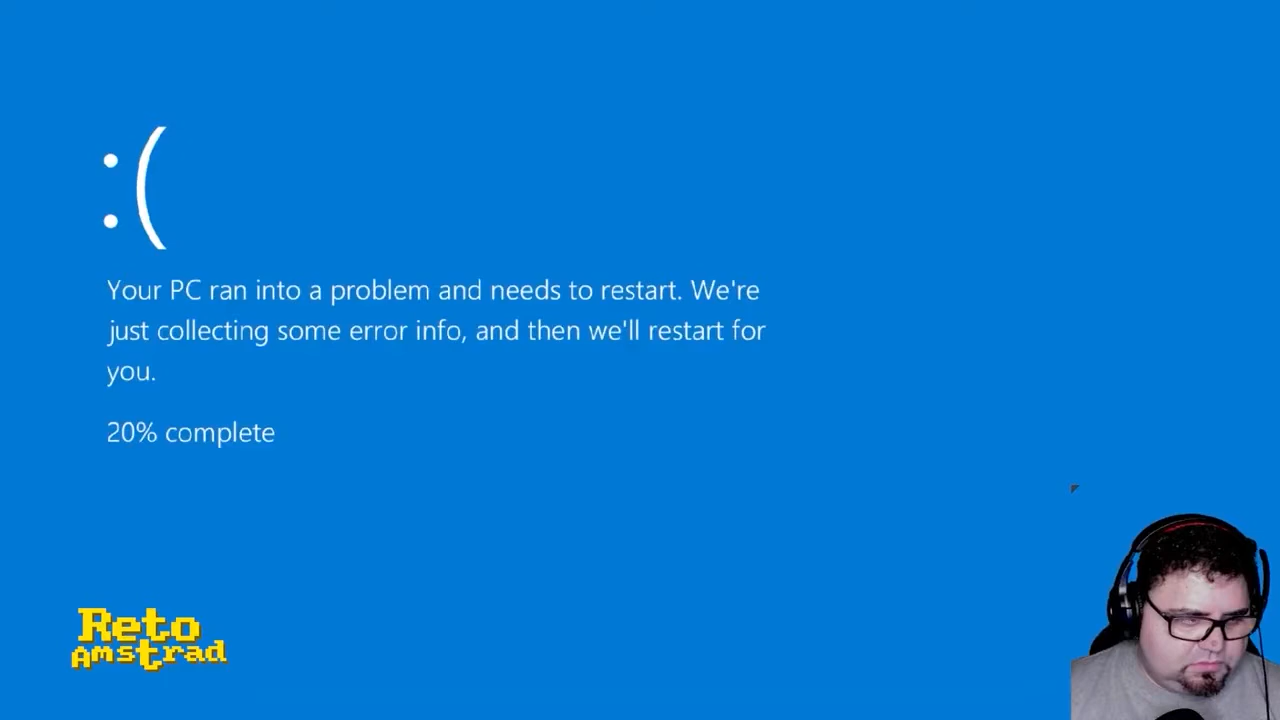 :(
Your PC ran into a problem and needs to restart. We're
just collecting some error info, and then we'll restart for
you.
20% complete
Reto
Amstrad